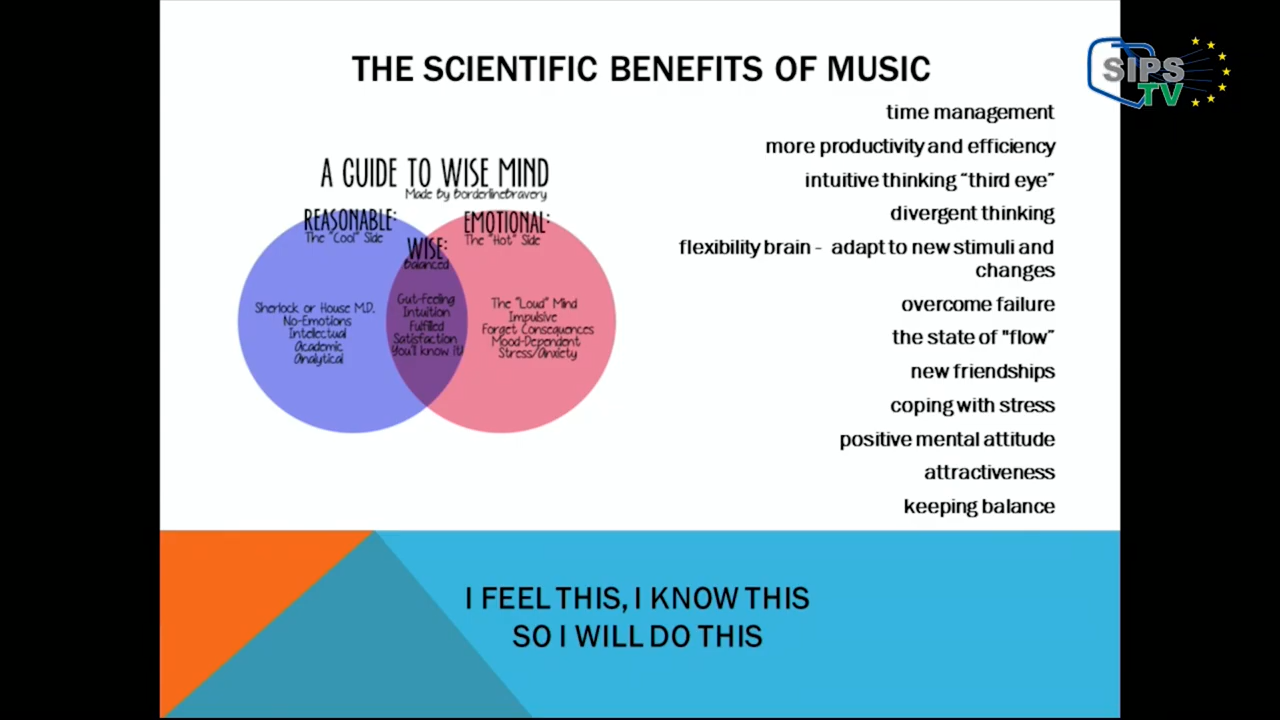 THE SCIENTIFIC BENEFITS OF MUSIC
SIPS
TV
A GUIDE TO WISE MIND
Made by borderlinebravery
REASONABLE:
The "Cool" Side
WISE:
Balanced
EMOTIONAL:
The "Hot" Side
Sherlock or House M.D.
No-Emotions
Intellectual
Academic
Analytical
Gut-Feeling
Intuition
Fulfilled
Satisfaction
You'll know it!
The "Loud" Mind
Impulsive
Forget Consequences
Mood-Dependent
Stress/Anxiety
time management
more productivity and efficiency
intuitive thinking “third eye”
divergent thinking
flexibility brain - adapt to new stimuli and
changes
overcome failure
the state of "flow”
new friendships
coping with stress
positive mental attitude
attractiveness
keeping balance
I FEEL THIS, I KNOW THIS
SO I WILL DO THIS